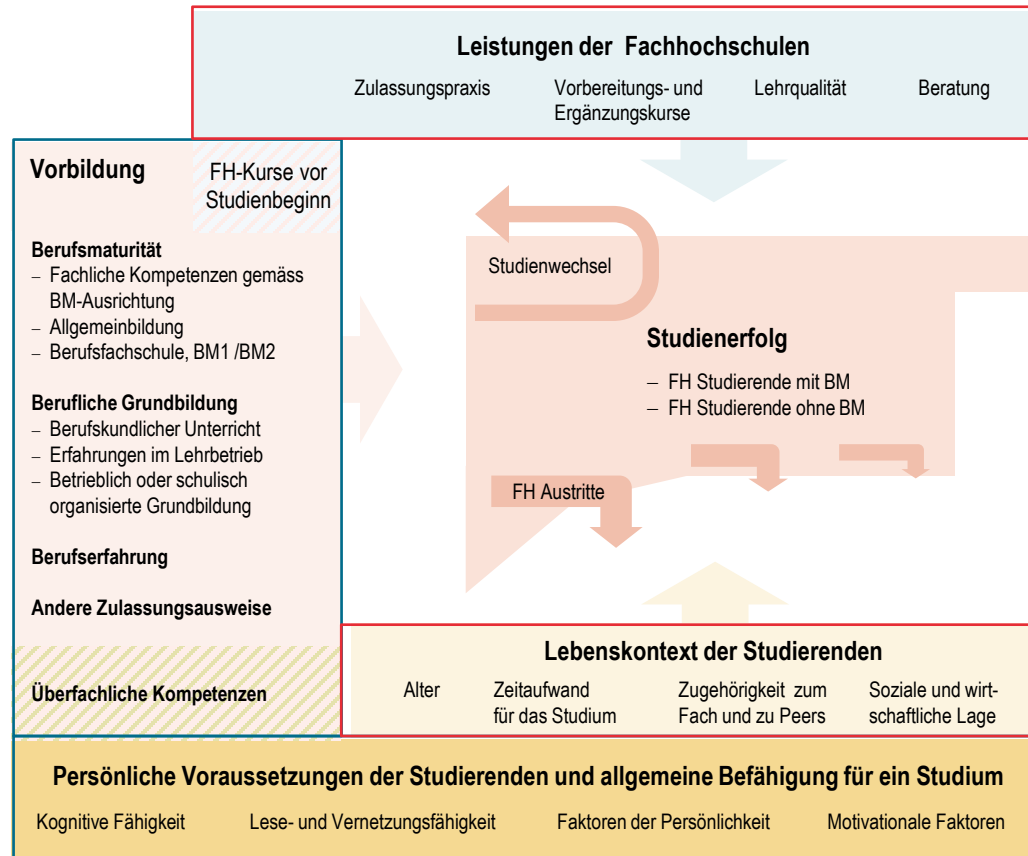 Leistungen der Fachhochschulen
Zulassungspraxis
Vorbereitungs- und
Ergänzungskurse
Lehrqualität
Beratung
Vorbildung
FH-Kurse vor
Studienbeginn
Berufsmaturität
– Fachliche Kompetenzen gemäss
BM-Ausrichtung
– Allgemeinbildung
– Berufsfachschule, BM1 /BM2
Berufliche Grundbildung
– Berufskundlicher Unterricht
– Erfahrungen im Lehrbetrieb
– Betrieblich oder schulisch
organisierte Grundbildung
Berufserfahrung
Andere Zulassungsausweise
Überfachliche Kompetenzen
Studienwechsel
Studienerfolg
– FH Studierende mit BM
– FH Studierende ohne BM
FH Austritte
Lebenskontext der Studierenden
Alter
Zeitaufwand
für das Studium
Zugehörigkeit zum
Fach und zu Peers
Soziale und wirt-
schaftliche Lage
Persönliche Voraussetzungen der Studierenden und allgemeine Befähigung für ein Studium
Kognitive Fähigkeit
Lese- und Vernetzungsfähigkeit
Faktoren der Persönlichkeit
Motivationale Faktoren